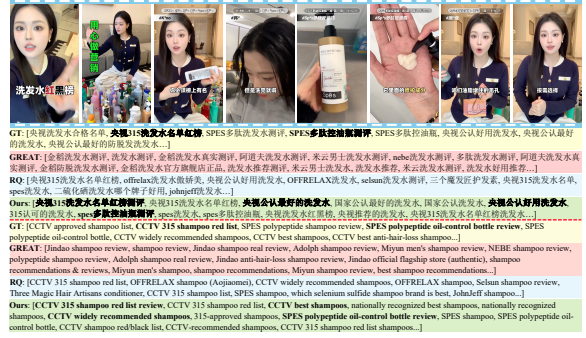 洗发水红黑榜
用心做直销
spes
GT: [央视洗发水合格名单, 央视315洗发水名单红榜, SPES多肽洗发水测评, SPES多肽控油瓶测评, SPES多肽控油瓶, 央视公认好用洗发水, 央视公认最好
的洗发水, 央视公认最好的防脱发洗发水…]
GREAT: [金稻洗发水测评, 洗发水测评, 金稻洗发水真实测评, 阿道夫洗发水测评, 米云男士洗发水测评, nebe洗发水测评, 多肽洗发水测评, 阿道夫洗发水真
实测评, 金稻防脱洗发水测评, 金稻洗发水官方旗舰店正品, 洗发水推荐测评, 米云男士洗发水, 洗发水推荐, 米云洗发水测评, 洗发水好用推荐…]
RQ: [央视315洗发水名单红榜, offrelax洗发水傲娇美, 央视公认好用洗发水, OFFRELAX洗发水, selsun洗发水测评, 三个魔发匠护发素, 央视315洗发水名单,
spes洗发水, 二硫化硒洗发水哪个牌子好用, johnjeff洗发水…]
Ours: [央视315洗发水名单红榜测评, 央视315洗发水名单红榜, 央视公认最好的洗发水, 国家公认最好的洗发水, 国家公认洗发水, 央视公认好用洗发水,
315认可的洗发水, spes多肽控油瓶测评, spes洗发水, spes多肽控油瓶, 央视洗发水红黑榜, 央视推荐的洗发水, 央视315洗发水名单红榜洗发水…]
GT: [CCTV approved shampoo list, CCTV 315 shampoo red list, SPES polypeptide shampoo review, SPES polypeptide oil-control bottle review, SPES
polypeptide oil-control bottle, CCTV widely recommended shampoos, CCTV best shampoos, CCTV best anti-hair-loss shampoo...]
GREAT: [Jindao shampoo review, shampoo review, Jindao shampoo real review, Adolph shampoo review, Miyun men's shampoo review, NEBE shampoo review,
polypeptide shampoo review, Adolph shampoo real review, Jindao anti-hair-loss shampoo review, Jindao official flagship store (authentic), shampoo
recommendations & reviews, Miyun men's shampoo, shampoo recommendations, Miyun shampoo review, best shampoo recommendations...]
RQ: [CCTV 315 shampoo red list, OFFRELAX shampoo (Aojiaomei), CCTV widely recommended shampoos, OFFRELAX shampoo, Selsun shampoo review,
Three Magic Hair Artisans conditioner, CCTV 315 shampoo list, SPES shampoo, which selenium sulfide shampoo brand is best, JohnJeff shampoo...]
Ours: [CCTV 315 shampoo red list review, CCTV 315 shampoo red list, CCTV best shampoos, nationally recognized best shampoos, nationally recognized
shampoos, CCTV widely recommended shampoos, 315-approved shampoos, SPES polypeptide oil-control bottle review, SPES shampoo, SPES polypeptide oil-
control bottle, CCTV shampoo red/black list, CCTV-recommended shampoos, CCTV 315 shampoo red list shampoos...]